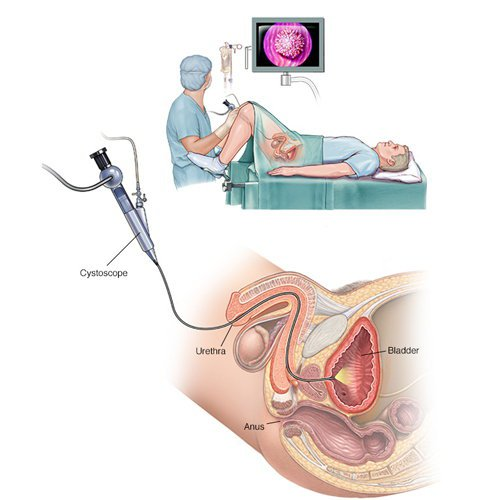 Cystoscope
Urethra
Bladder
Anus